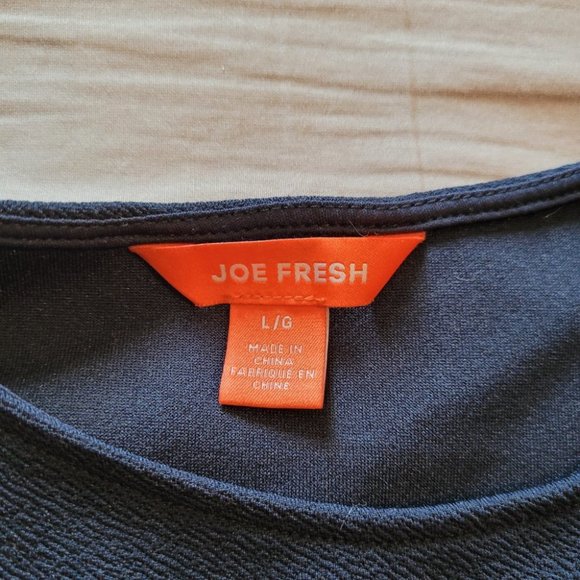 JOE FRESH
L/G
MADE IN
CHINA
FABRIQUÉ EN
CHINE